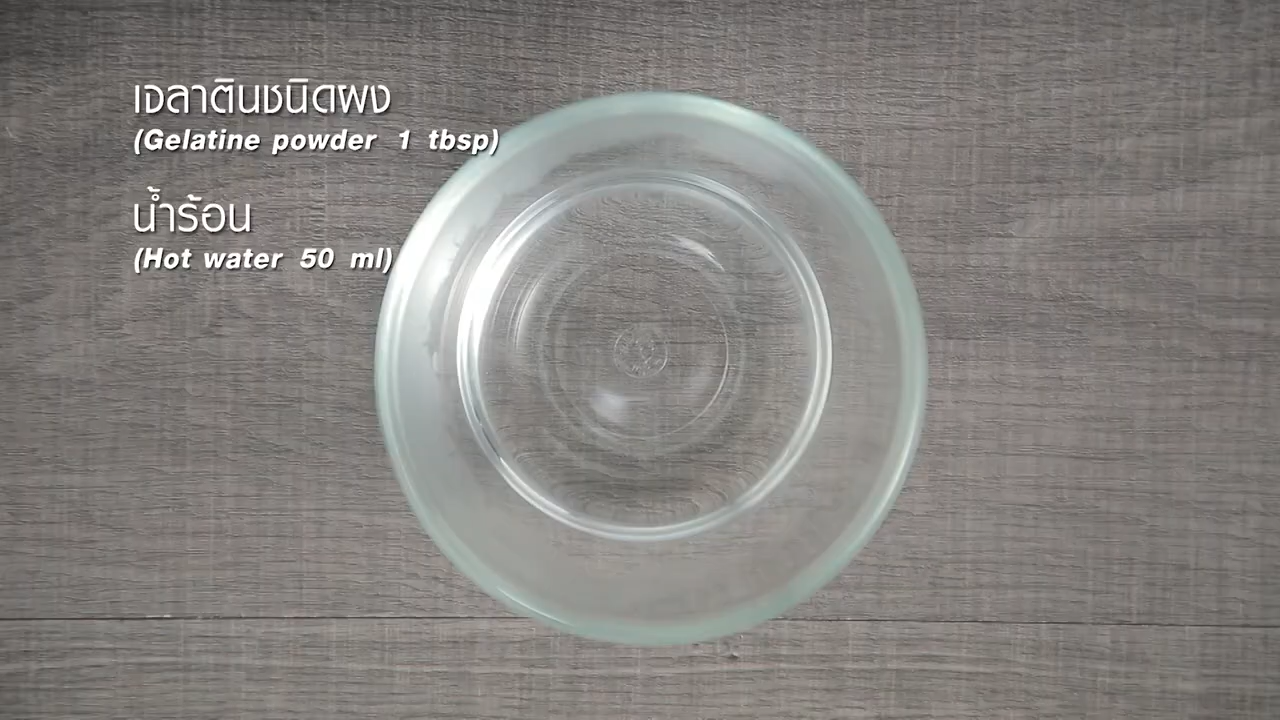 เจลาตินชนิดผง
(Gelatine powder 1 tbsp)
น้ำร้อน
(Hot water 50 ml)